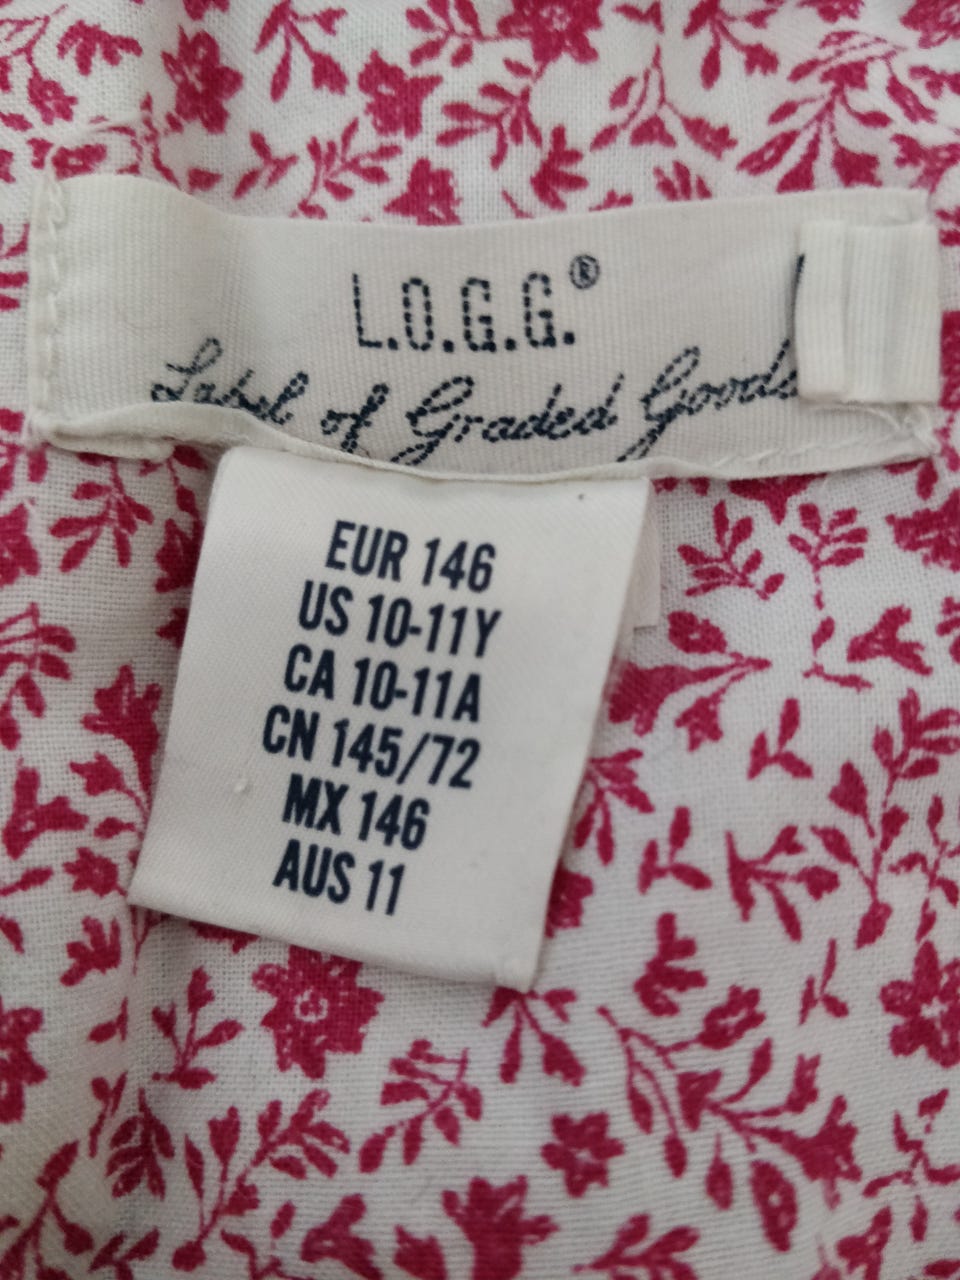 L.O.G.G.®
Label of Graded Goods
EUR 146
US 10-11Y
CA 10-11A
CN 145/72
MX 146
AUS 11